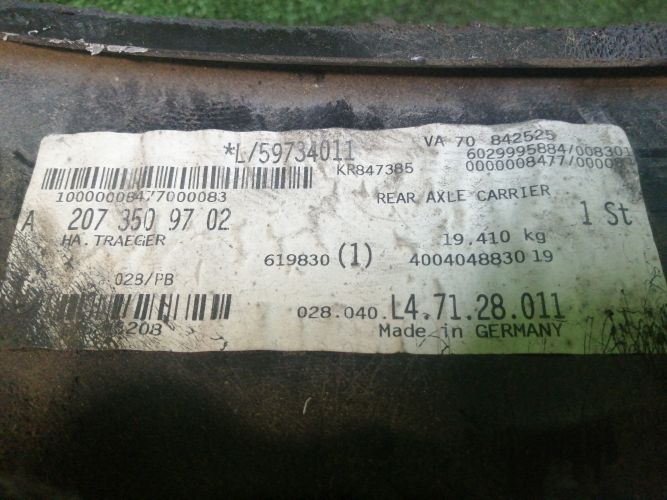 *L/59734011
VA 70 842525
6029995884/008301
KR847385
0000008477/0000
10000008477000083
REAR AXLE CARRIER
A 207 350 97 02
1 St
HA.TRAEGER
19,410 kg
619830 (1) 4004048830 19
028/PB
028.040.L4.71.28.011
5208
Made in GERMANY